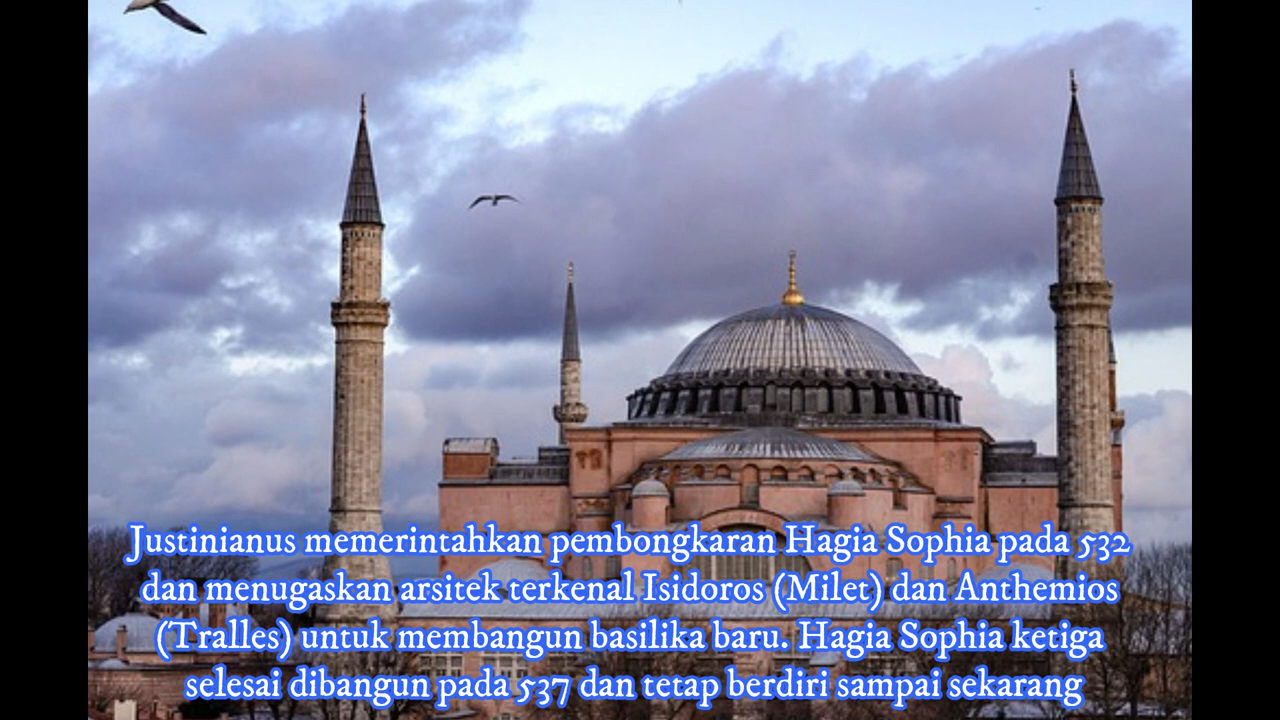 Justinianus memerintahkan pembongkaran Hagia Sophia pada 532
dan menugaskan arsitek terkenal Isidoros (Milet) dan Anthemios
(Tralles) untuk membangun basilika baru. Hagia Sophia ketiga
selesai dibangun pada 537 dan tetap berdiri sampai sekarang